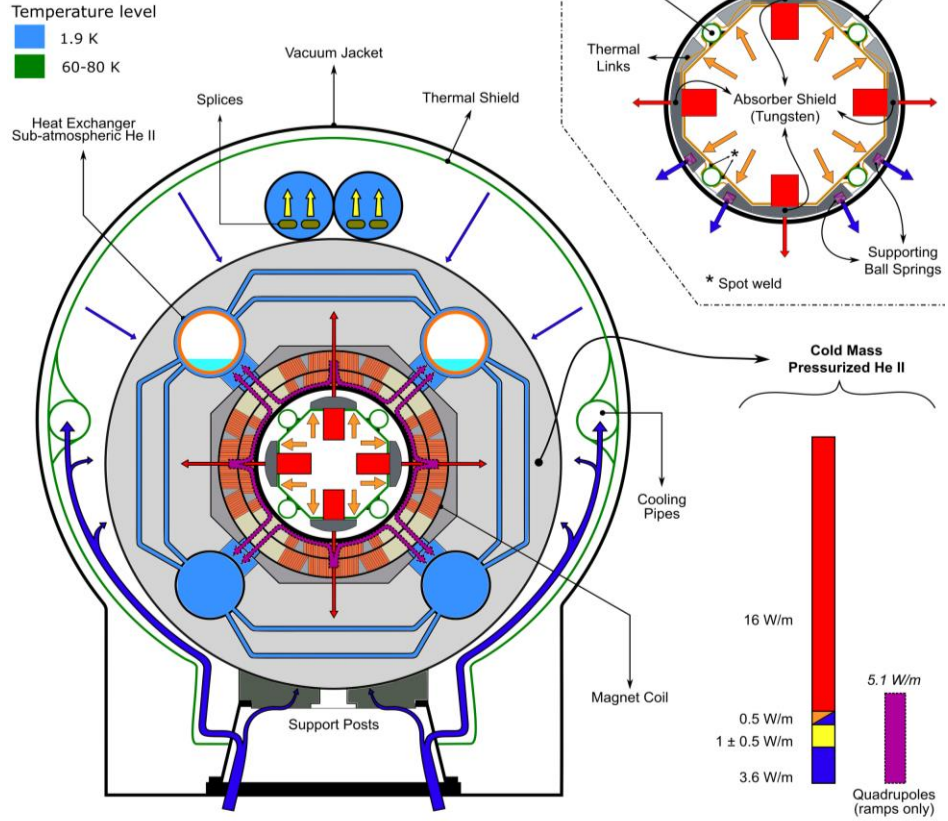 Temperature level
1.9 K
60-80 K
Vacuum Jacket
Splices
Thermal Shield
Heat Exchanger
Sub-atmospheric He II
Thermal
Links
Absorber Shield
(Tungsten)
*
Supporting
Ball Springs
* Spot weld
Cold Mass
Pressurized He II
Cooling
Pipes
Magnet Coil
Support Posts
16 W/m
5.1 W/m
0.5 W/m
1 ± 0.5 W/m
3.6 W/m
Quadrupoles
(ramps only)